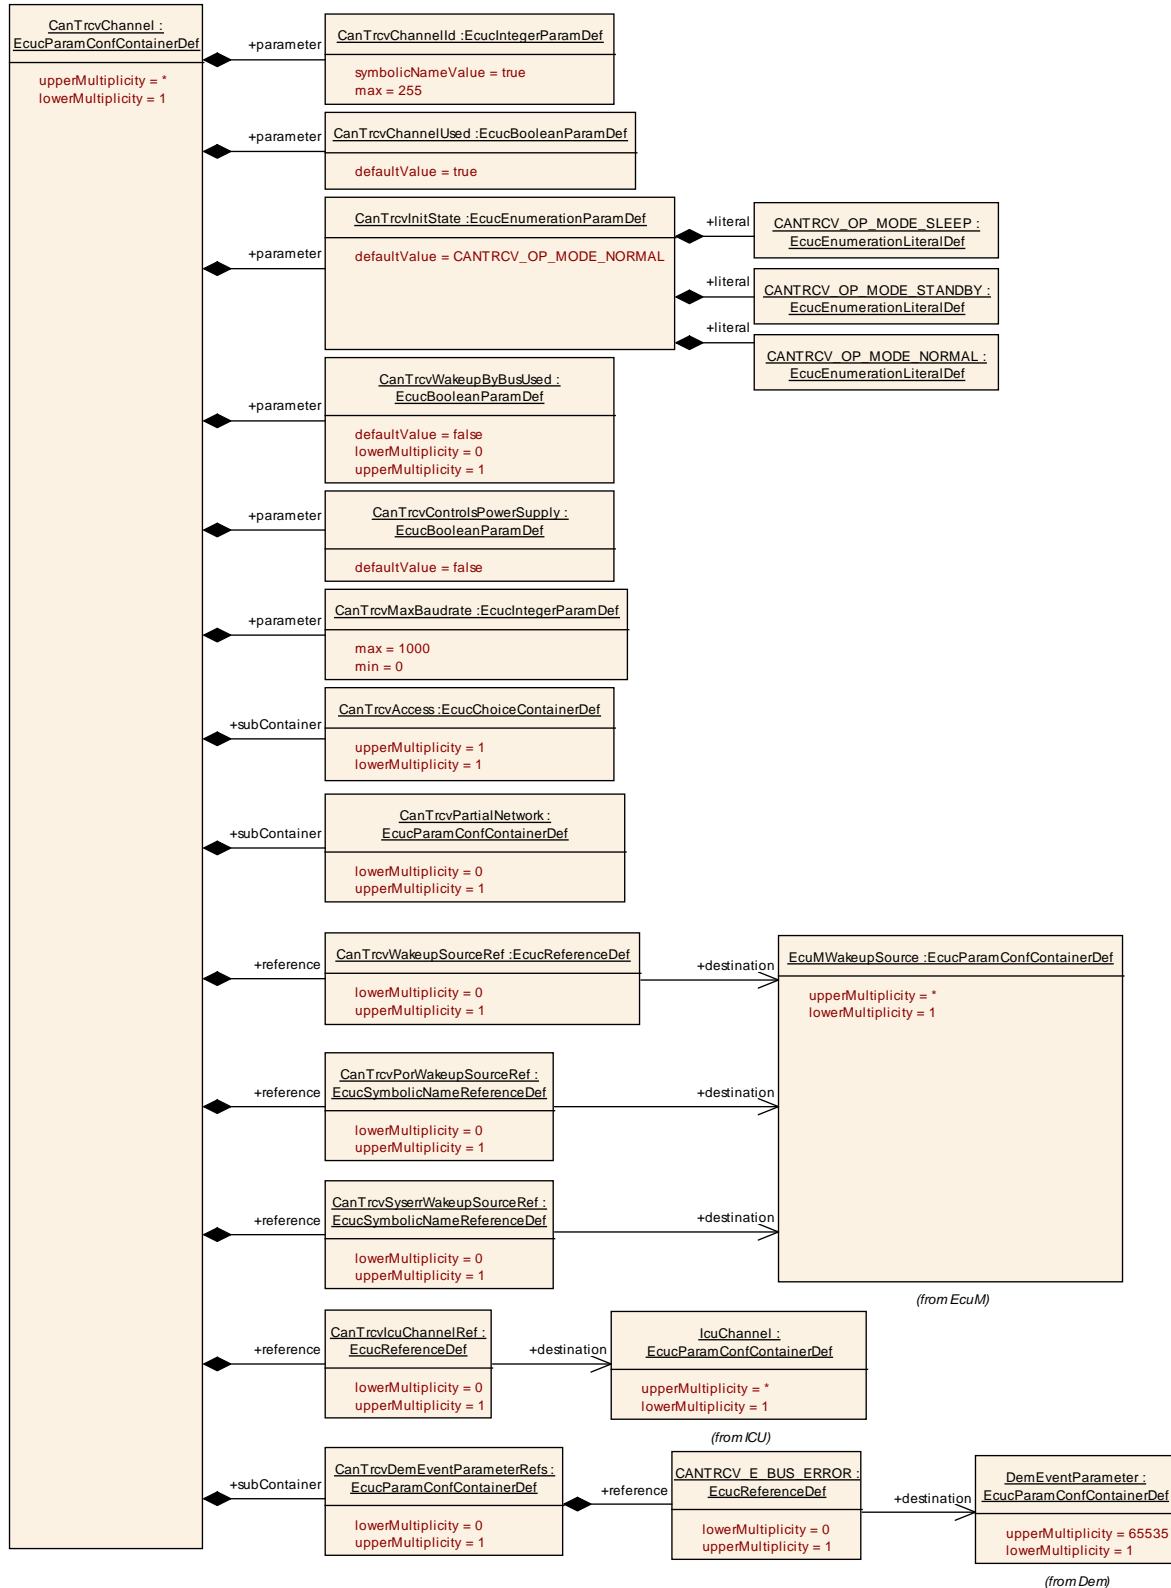 CanTrcvChannel :
EcucParamConfContainerDef
upperMultiplicity = *
lowerMultiplicity = 1
+parameter
CanTrcvChannelId :EcucIntegerParamDef
symbolicNameValue = true
max = 255
+parameter
CanTrcvChannelUsed :EcucBooleanParamDef
defaultValue = true
+parameter
CanTrcvInitState :EcucEnumerationParamDef
defaultValue = CANTRCV_OP_MODE_NORMAL
+literal
CANTRCV_OP_MODE_SLEEP :
EcucEnumerationLiteralDef
+literal
CANTRCV_OP_MODE_STANDBY :
EcucEnumerationLiteralDef
+literal
CANTRCV_OP_MODE_NORMAL :
EcucEnumerationLiteralDef
+parameter
CanTrcvWakeupByBusUsed :
EcucBooleanParamDef
defaultValue = false
lowerMultiplicity = 0
upperMultiplicity = 1
+parameter
CanTrcvControlsPowerSupply :
EcucBooleanParamDef
defaultValue = false
+parameter
CanTrcvMaxBaudrate :EcucIntegerParamDef
max = 1000
min = 0
+subContainer
CanTrcvAccess :EcucChoiceContainerDef
upperMultiplicity = 1
lowerMultiplicity = 1
+subContainer
CanTrcvPartialNetwork :
EcucParamConfContainerDef
lowerMultiplicity = 0
upperMultiplicity = 1
+reference
CanTrcvWakeupSourceRef :EcucReferenceDef
lowerMultiplicity = 0
upperMultiplicity = 1
+destination
EcuMWakeupSource :EcucParamConfContainerDef
upperMultiplicity = *
lowerMultiplicity = 1
+reference
CanTrcvPorWakeupSourceRef :
EcucSymbolicNameReferenceDef
lowerMultiplicity = 0
upperMultiplicity = 1
+destination
+reference
CanTrcvSyserrWakeupSourceRef :
EcucSymbolicNameReferenceDef
lowerMultiplicity = 0
upperMultiplicity = 1
+destination
(from EcuM)
+reference
CanTrcvIcuChannelRef :
EcucReferenceDef
lowerMultiplicity = 0
upperMultiplicity = 1
+destination
IcuChannel :
EcucParamConfContainerDef
upperMultiplicity = *
lowerMultiplicity = 1
(from ICU)
+subContainer
CanTrcvDemEventParameterRefs :
EcucParamConfContainerDef
lowerMultiplicity = 0
upperMultiplicity = 1
+reference
CANTRCV_E_BUS_ERROR :
EcucReferenceDef
lowerMultiplicity = 0
upperMultiplicity = 1
+destination
DemEventParameter :
EcucParamConfContainerDef
upperMultiplicity = 65535
lowerMultiplicity = 1
(from Dem)